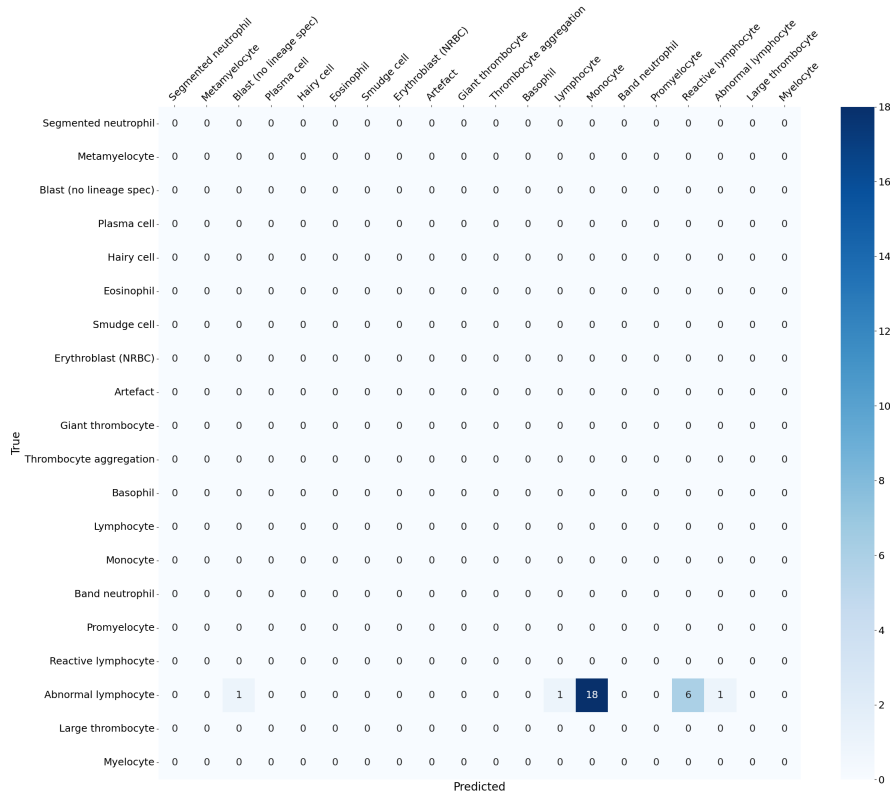 Segmented neutrophil Metamyelocyte Blast (no lineage spec) Plasma cell Hairy cell Eosinophil Smudge cell Erythroblast (NRBC) Artefact Giant thrombocyte Thrombocyte aggregation Basophil Lymphocyte Monocyte Band neutrophil Promyelocyte Reactive lymphocyte Abnormal lymphocyte Large thrombocyte Myelocyte
Segmented neutrophil 0 0 0 0 0 0 0 0 0 0 0 0 0 0 0 0 0 0 0 0
Metamyelocyte 0 0 0 0 0 0 0 0 0 0 0 0 0 0 0 0 0 0 0 0
Blast (no lineage spec) 0 0 0 0 0 0 0 0 0 0 0 0 0 0 0 0 0 0 0 0
Plasma cell 0 0 0 0 0 0 0 0 0 0 0 0 0 0 0 0 0 0 0 0
Hairy cell 0 0 0 0 0 0 0 0 0 0 0 0 0 0 0 0 0 0 0 0
Eosinophil 0 0 0 0 0 0 0 0 0 0 0 0 0 0 0 0 0 0 0 0
Smudge cell 0 0 0 0 0 0 0 0 0 0 0 0 0 0 0 0 0 0 0 0
Erythroblast (NRBC) 0 0 0 0 0 0 0 0 0 0 0 0 0 0 0 0 0 0 0 0
Artefact 0 0 0 0 0 0 0 0 0 0 0 0 0 0 0 0 0 0 0 0
Giant thrombocyte 0 0 0 0 0 0 0 0 0 0 0 0 0 0 0 0 0 0 0 0
Thrombocyte aggregation 0 0 0 0 0 0 0 0 0 0 0 0 0 0 0 0 0 0 0 0
Basophil 0 0 0 0 0 0 0 0 0 0 0 0 0 0 0 0 0 0 0 0
Lymphocyte 0 0 0 0 0 0 0 0 0 0 0 0 0 0 0 0 0 0 0 0
Monocyte 0 0 0 0 0 0 0 0 0 0 0 0 0 0 0 0 0 0 0 0
Band neutrophil 0 0 0 0 0 0 0 0 0 0 0 0 0 0 0 0 0 0 0 0
Promyelocyte 0 0 0 0 0 0 0 0 0 0 0 0 0 0 0 0 0 0 0 0
Reactive lymphocyte 0 0 0 0 0 0 0 0 0 0 0 0 0 0 0 0 0 0 0 0
Abnormal lymphocyte 0 0 1 0 0 0 0 0 0 0 0 0 1 18 0 0 6 1 0 0
Large thrombocyte 0 0 0 0 0 0 0 0 0 0 0 0 0 0 0 0 0 0 0 0
Myelocyte 0 0 0 0 0 0 0 0 0 0 0 0 0 0 0 0 0 0 0 0
True
Predicted
18
16
14
12
10
8
6
4
2
0